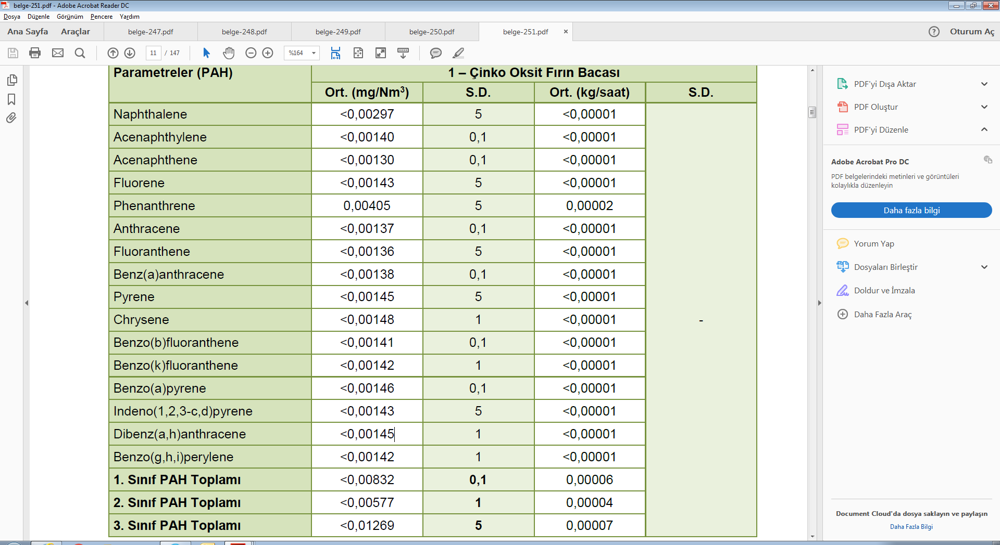 belge-251.pdf - Adobe Acrobat Reader DC
Dosya Düzenle Görünüm Pencere Yardım
Ana Sayfa Araçlar belge-247.pdf belge-248.pdf belge-249.pdf belge-250.pdf belge-251.pdf × ? Oturum Aç
11 / 147 %164
Parametreler (PAH) 1 – Çinko Oksit Fırın Bacası
Ort. (mg/Nm³) S.D. Ort. (kg/saat) S.D.
Naphthalene <0,00297 5 <0,00001
Acenaphthylene <0,00140 0,1 <0,00001
Acenaphthene <0,00130 0,1 <0,00001
Fluorene <0,00143 5 <0,00001
Phenanthrene 0,00405 5 0,00002
Anthracene <0,00137 0,1 <0,00001
Fluoranthene <0,00136 5 <0,00001
Benz(a)anthracene <0,00138 0,1 <0,00001
Pyrene <0,00145 5 <0,00001
Chrysene <0,00148 1 <0,00001 -
Benzo(b)fluoranthene <0,00141 0,1 <0,00001
Benzo(k)fluoranthene <0,00142 1 <0,00001
Benzo(a)pyrene <0,00146 0,1 <0,00001
Indeno(1,2,3-c,d)pyrene <0,00143 5 <0,00001
Dibenz(a,h)anthracene <0,00145 1 <0,00001
Benzo(g,h,i)perylene <0,00142 1 <0,00001
1. Sınıf PAH Toplamı <0,00832 0,1 0,00006
2. Sınıf PAH Toplamı <0,00577 1 0,00004
3. Sınıf PAH Toplamı <0,01269 5 0,00007
PDF'yi Dışa Aktar
PDF Oluştur
PDF'yi Düzenle
Adobe Acrobat Pro DC
PDF belgelerindeki metinleri ve görüntüleri
kolaylıkla düzenleyin
Daha fazla bilgi
Yorum Yap
Dosyaları Birleştir
Doldur ve İmzala
Daha Fazla Araç
Document Cloud'da dosya saklayın ve paylaşın
Daha Fazla Bilgi